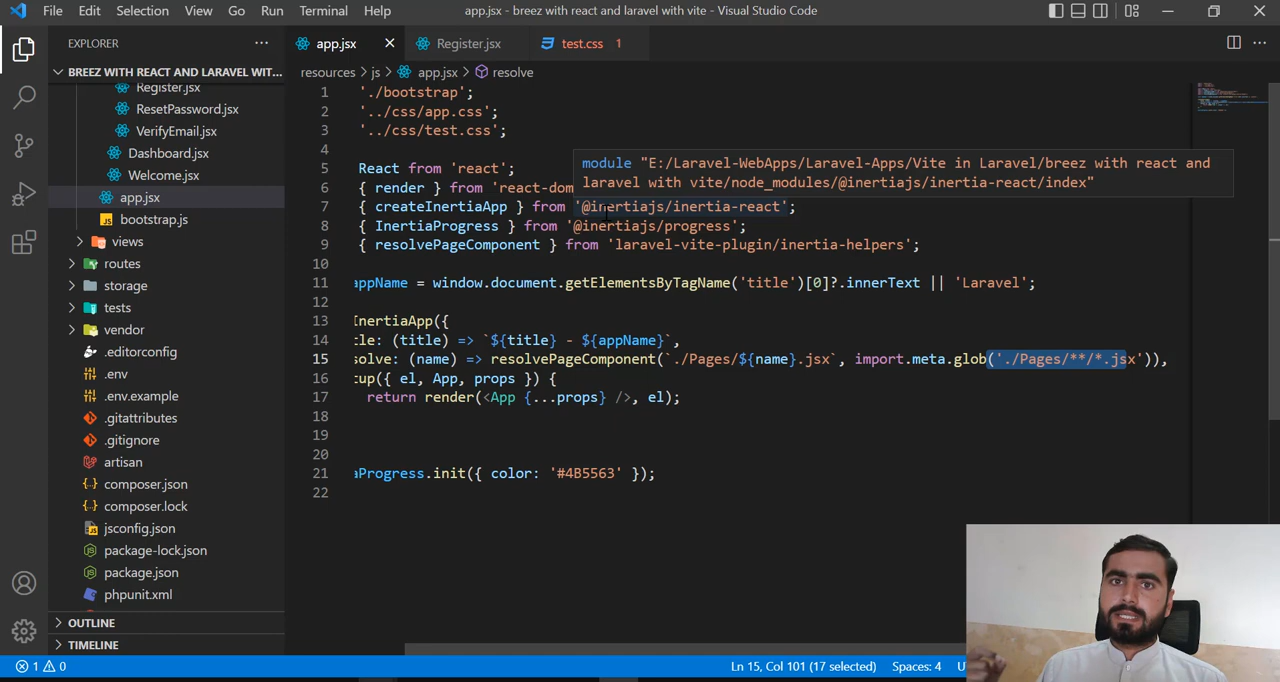 File Edit Selection View Go Run Terminal Help app.jsx - breez with react and laravel with vite - Visual Studio Code
EXPLORER ···
BREEZ WITH REACT AND LARAVEL WIT...
Register.jsx
ResetPassword.jsx
VerifyEmail.jsx
Dashboard.jsx
Welcome.jsx
app.jsx
bootstrap.js
views
routes
storage
tests
vendor
.editorconfig
.env
.env.example
.gitattributes
.gitignore
artisan
composer.json
composer.lock
jsconfig.json
package-lock.json
package.json
phpunit.xml
OUTLINE
TIMELINE
app.jsx Register.jsx test.css 1
resources > js > app.jsx > resolve
1 './bootstrap';
2 '../css/app.css';
3 '../css/test.css';
4
5 React from 'react';
6 { render } from 'react-dom
7 { createInertiaApp } from '@inertiajs/inertia-react';
8 { InertiaProgress } from '@inertiajs/progress';
9 { resolvePageComponent } from 'laravel-vite-plugin/inertia-helpers';
10
11 appName = window.document.getElementsByTagName('title')[0]?.innerText || 'Laravel';
12
13 InertiaApp({
14 tle: (title) => `${title} - ${appName}`,
15 solve: (name) => resolvePageComponent(`./Pages/${name}.jsx`, import.meta.glob('./Pages/**/*.jsx')),
16 tup({ el, App, props }) {
17 return render(<App {...props} />, el);
18
19
20
21 aProgress.init({ color: '#4B5563' });
22
module "E:/Laravel-WebApps/Laravel-Apps/Vite in Laravel/breez with react and
laravel with vite/node_modules/@inertiajs/inertia-react/index"
1 0 Ln 15, Col 101 (17 selected) Spaces: 4 U